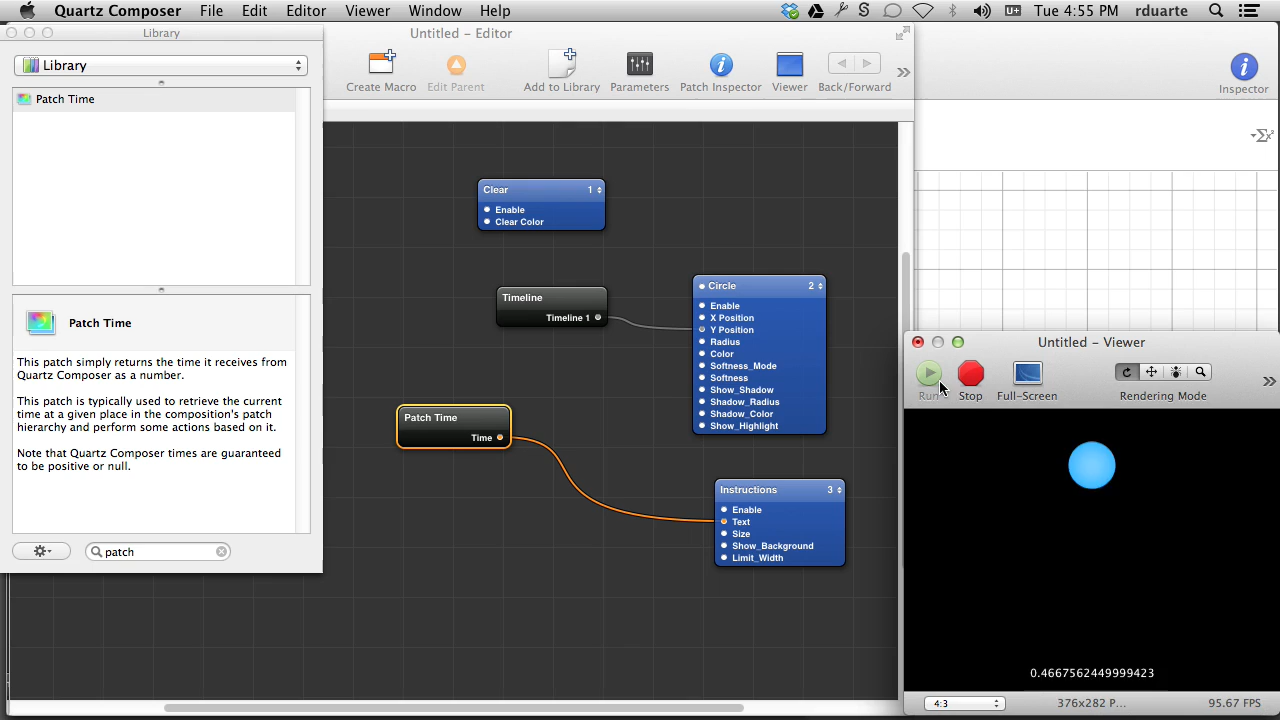 Quartz Composer File Edit Editor Viewer Window Help
Tue 4:55 PM rduarte
Library
Library
Patch Time
Patch Time
This patch simply returns the time it receives from
Quartz Composer as a number.
This patch is typically used to retrieve the current
time at a given place in the composition's patch
hierarchy and perform some actions based on it.
Note that Quartz Composer times are guaranteed
to be positive or null.
patch
Untitled – Editor
Create Macro Edit Parent Add to Library Parameters Patch Inspector Viewer Back/Forward
Inspector
Clear 1
Enable
Clear Color
Timeline
Timeline 1
Circle 2
Enable
X Position
Y Position
Radius
Color
Softness_Mode
Softness
Show_Shadow
Shadow_Radius
Shadow_Color
Show_Highlight
Patch Time
Time
Instructions 3
Enable
Text
Size
Show_Background
Limit_Width
Untitled – Viewer
Run Stop Full-Screen Rendering Mode
0.4667562449999423
4:3 376x282 P... 95.67 FPS